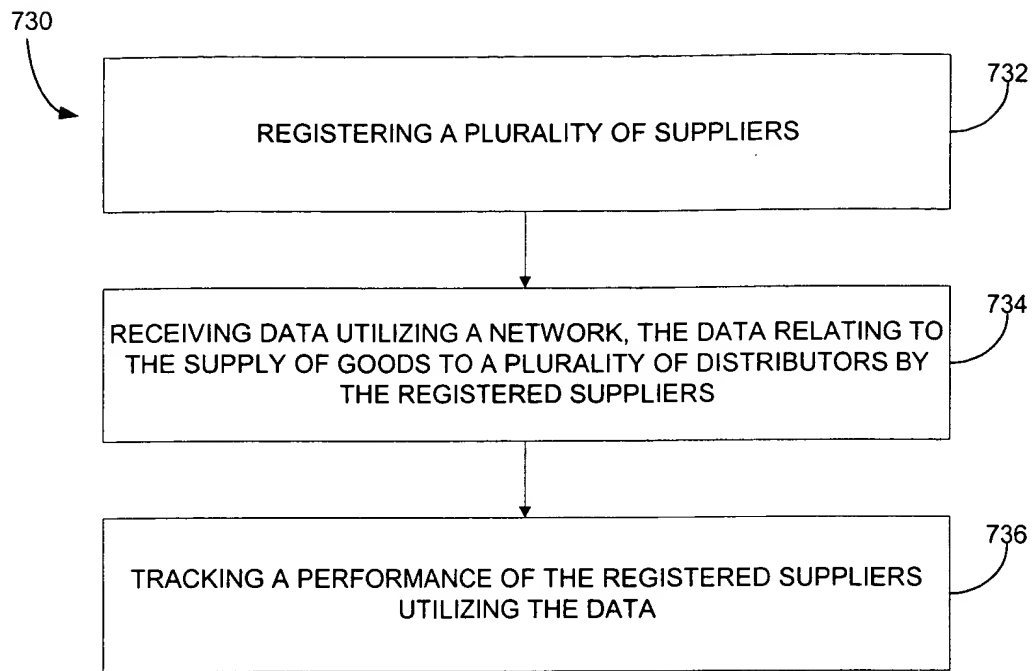 730
732
REGISTERING A PLURALITY OF SUPPLIERS
734
RECEIVING DATA UTILIZING A NETWORK, THE DATA RELATING TO
THE SUPPLY OF GOODS TO A PLURALITY OF DISTRIBUTORS BY
THE REGISTERED SUPPLIERS
736
TRACKING A PERFORMANCE OF THE REGISTERED SUPPLIERS
UTILIZING THE DATA